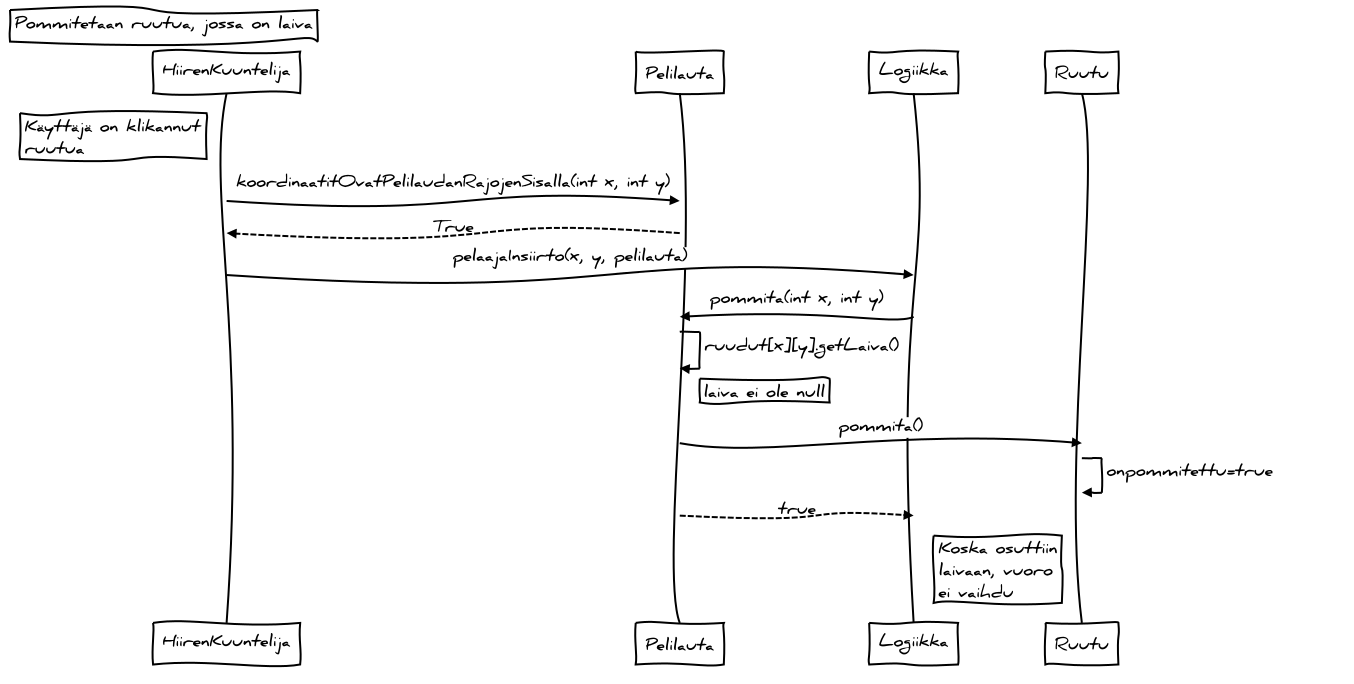 Pommitetaan ruutua, jossa on laiva
HiirenKuuntelija
Pelilauta
Logiikka
Ruutu
Käyttäjä on klikannut
ruutua
koordinaatitOvatPelilaudanRajojenSisalla(int x, int y)
True
pelaajaInsiirto(x, y, pelilauta)
pommita(int x, int y)
ruudut[x][y].getLaiva()
laiva ei ole null
pommita()
onpommitettu=true
true
Koska osuttiin
laivaan, vuoro
ei vaihdu
HiirenKuuntelija
Pelilauta
Logiikka
Ruutu